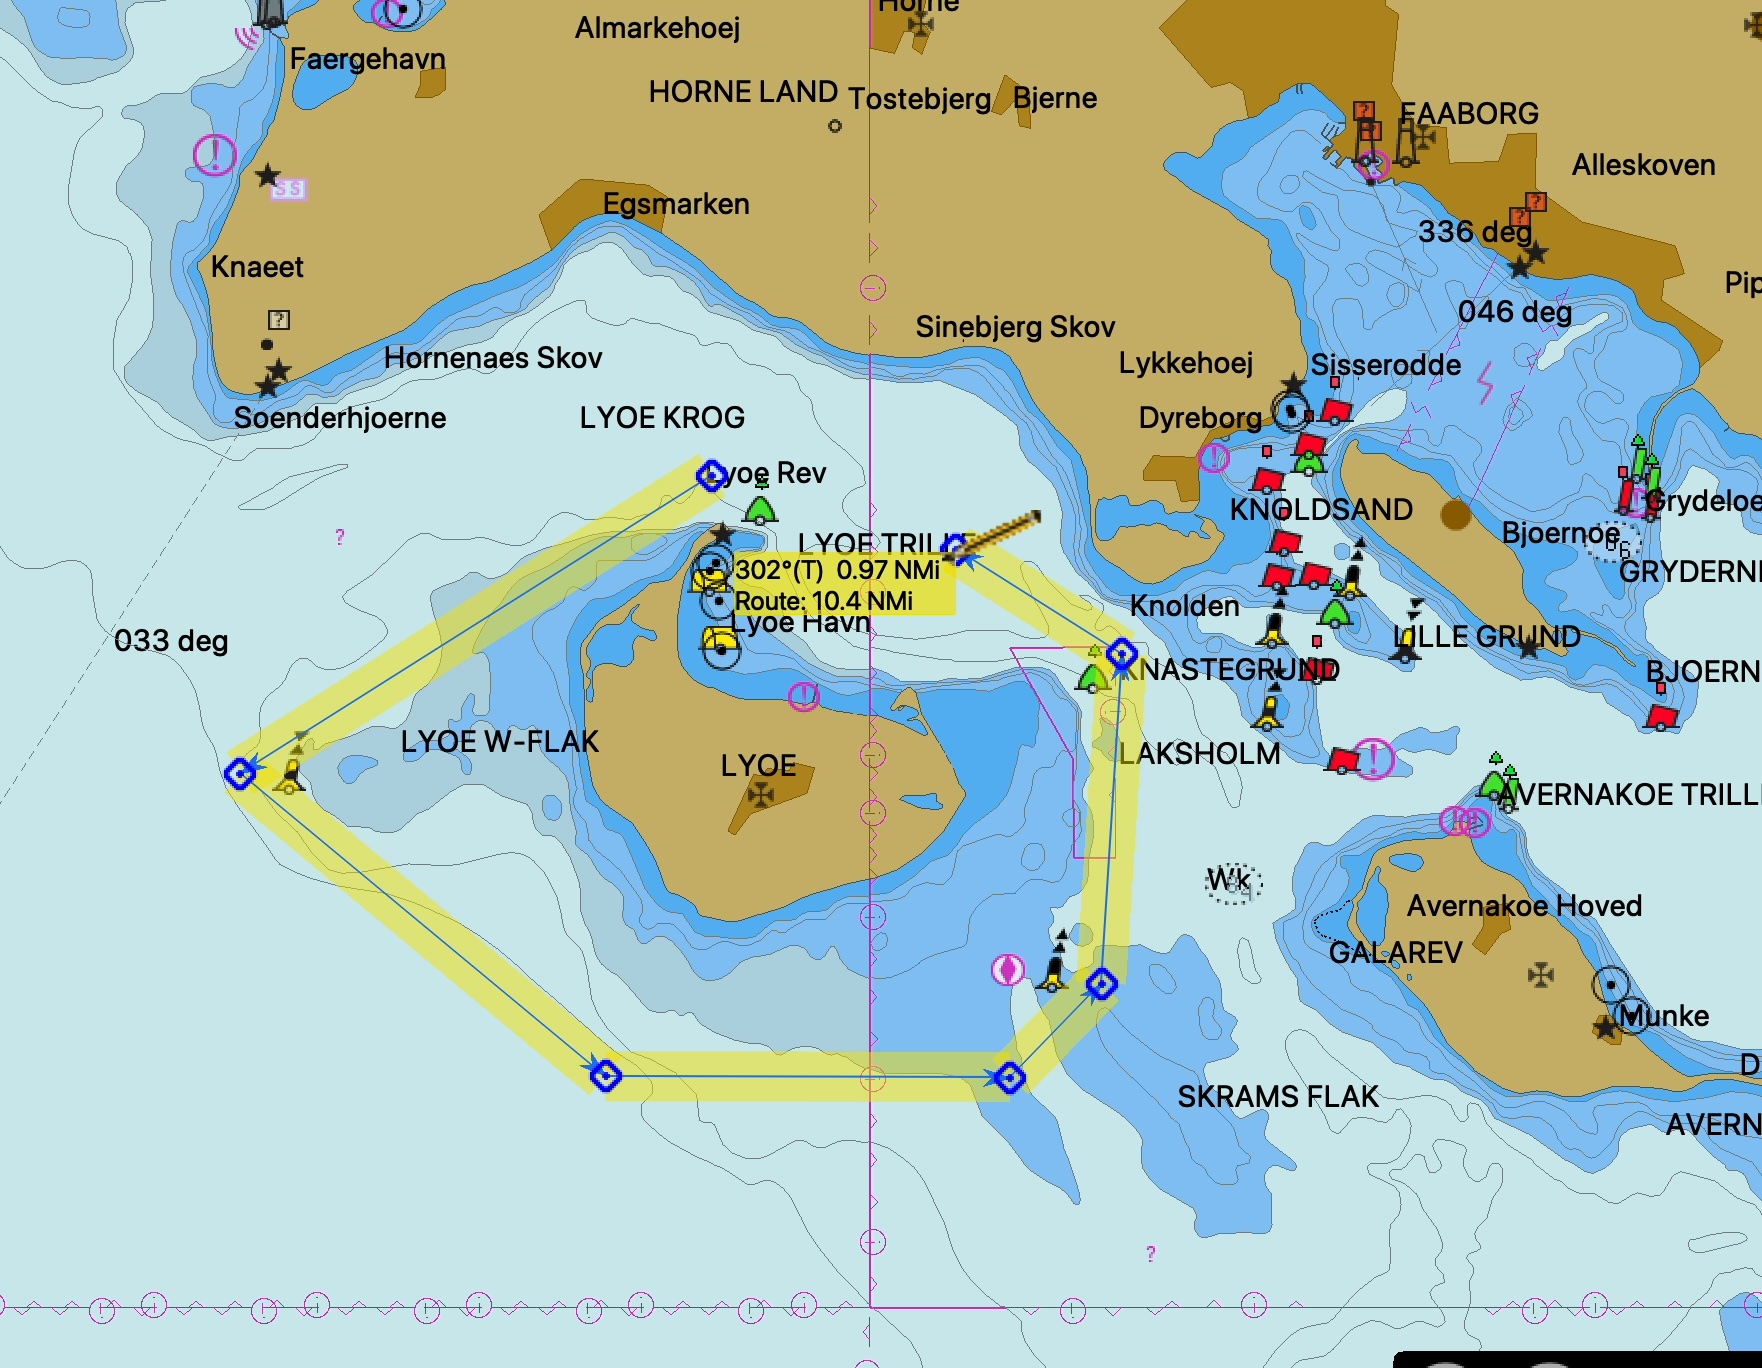 Horne
Almarkehoej
Faergehavn
HORNE LAND
Tostebjerg
Bjerne
FAABORG
Alleskoven
SS
Egsmarken
336 deg
Knaeet
Pip
046 deg
Sinebjerg Skov
Hornenaes Skov
Lykkehoej
Sisserodde
Soenderhjoerne
LYOE KROG
Dyreborg
Lyoe Rev
KNOLDSAND
Grydeloe
Bjoernoe
LYOE TRILLE
302°(T) 0.97 NMi
Route: 10.4 NMi
GRYDERN
Knolden
Lyoe Havn
033 deg
LILLE GRUND
KNASTEGRUND
BJOERN
LYOE W-FLAK
LAKSHOLM
LYOE
AVERNAKOE TRILL
Wk
Avernakoe Hoved
GALAREV
Munke
D
SKRAMS FLAK
AVERN